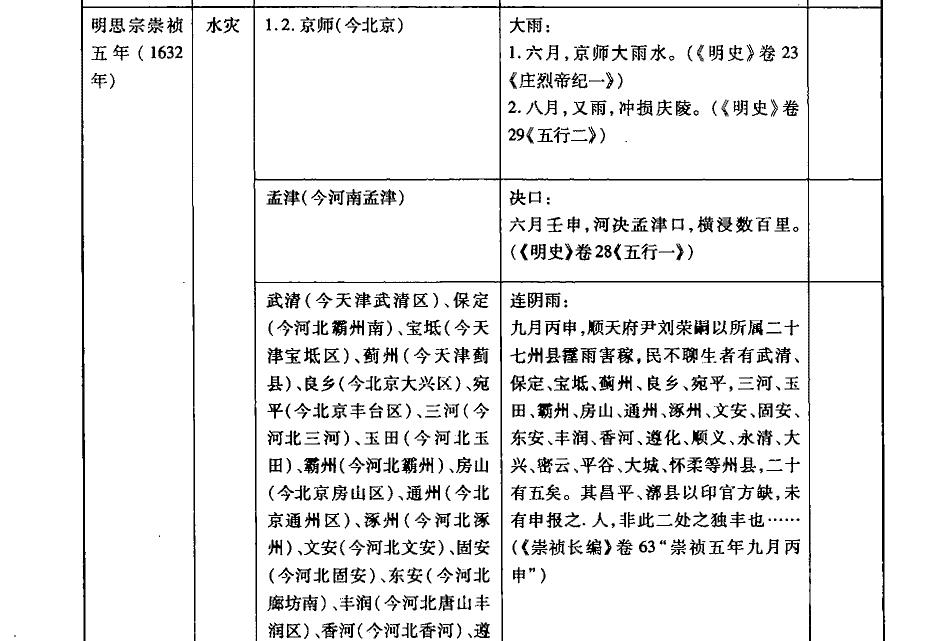 明思宗崇祯
五年(1632
年)
水灾
1.2.京师(今北京)
大雨:
1.六月,京师大雨水。(《明史》卷23
《庄烈帝纪一》)
2.八月,又雨,冲损庆陵。(《明史》卷
29《五行二》)
孟津(今河南孟津)
决口:
六月壬申,河决孟津口,横浸数百里。
(《明史》卷28《五行一》)
武清(今天津武清区)、保定
(今河北霸州南)、宝坻(今天
津宝坻区)、蓟州(今天津蓟
县)、良乡(今北京大兴区)、宛
平(今北京丰台区)、三河(今
河北三河)、玉田(今河北玉
田)、霸州(今河北霸州)、房山
(今北京房山区)、通州(今北
京通州区)、涿州(今河北涿
州)、文安(今河北文安)、固安
(今河北固安)、东安(今河北
廊坊南)、丰润(今河北唐山丰
润区)、香河(今河北香河)、遵
连阴雨:
九月丙申,顺天府尹刘荣嗣以所属二十
七州县霪雨害稼,民不聊生者有武清、
保定、宝坻、蓟州、良乡、宛平,三河、玉
田、霸州、房山、通州、涿州、文安、固安、
东安、丰润、香河、遵化、顺义、永清、大
兴、密云、平谷、大城、怀柔等州县,二十
有五矣。其昌平、漷县以印官方缺,未
有申报之.人,非此二处之独丰也……
(《崇祯长编》卷63“崇祯五年九月丙
申”)